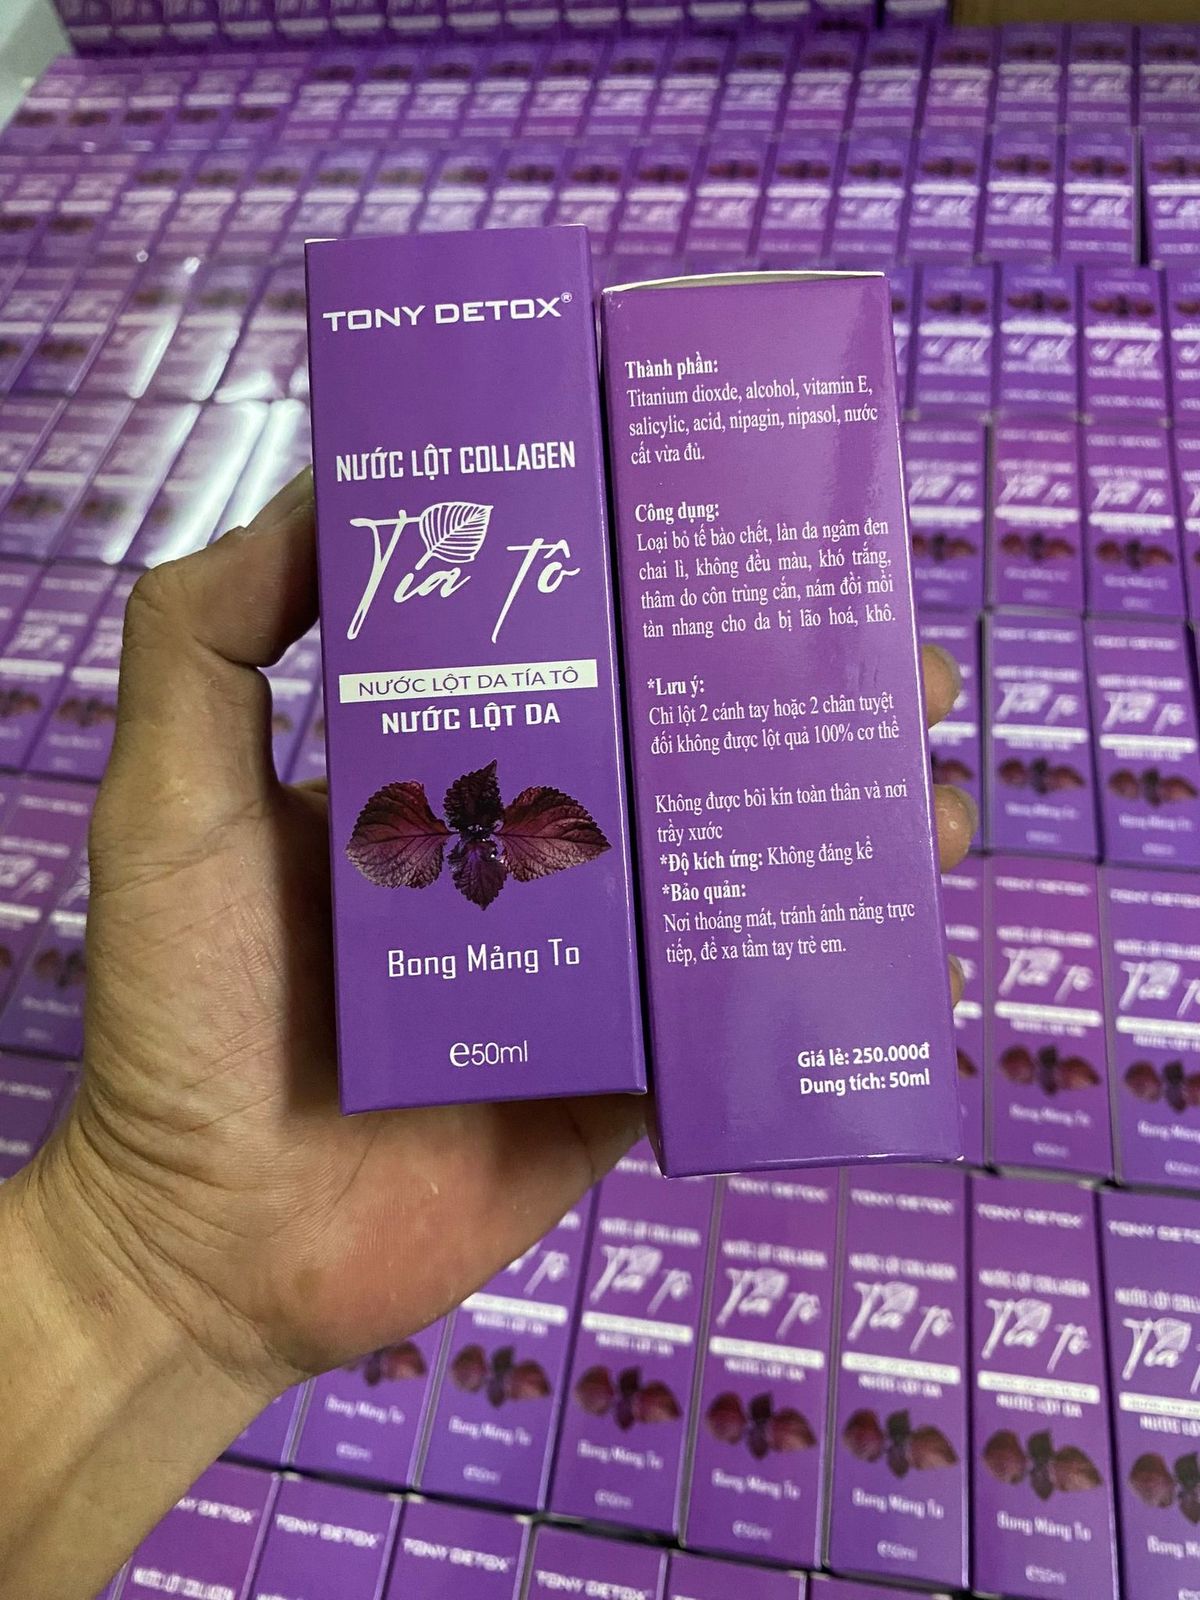 TONY DETOX®
NƯỚC LỘT COLLAGEN
Tía Tô
NƯỚC LỘT DA TÍA TÔ
NƯỚC LỘT DA
Bong Mảng To
e50ml
Thành phần:
Titanium dioxde, alcohol, vitamin E,
salicylic, acid, nipagin, nipasol, nước
cất vừa đủ.
Công dụng:
Loại bỏ tế bào chết, làn da ngâm đen
chai lì, không đều màu, khó trắng,
thâm do côn trùng cắn, nám đồi mồi
tàn nhang cho da bị lão hoá, khô.
*Lưu ý:
Chỉ lột 2 cánh tay hoặc 2 chân tuyệt
đối không được lột quả 100% cơ thể
Không được bôi kín toàn thân và nơi
trầy xước
*Độ kích ứng: Không đáng kể
*Bảo quản:
Nơi thoáng mát, tránh ánh nắng trực
tiếp, để xa tầm tay trẻ em.
Giá lẻ: 250.000đ
Dung tích: 50ml